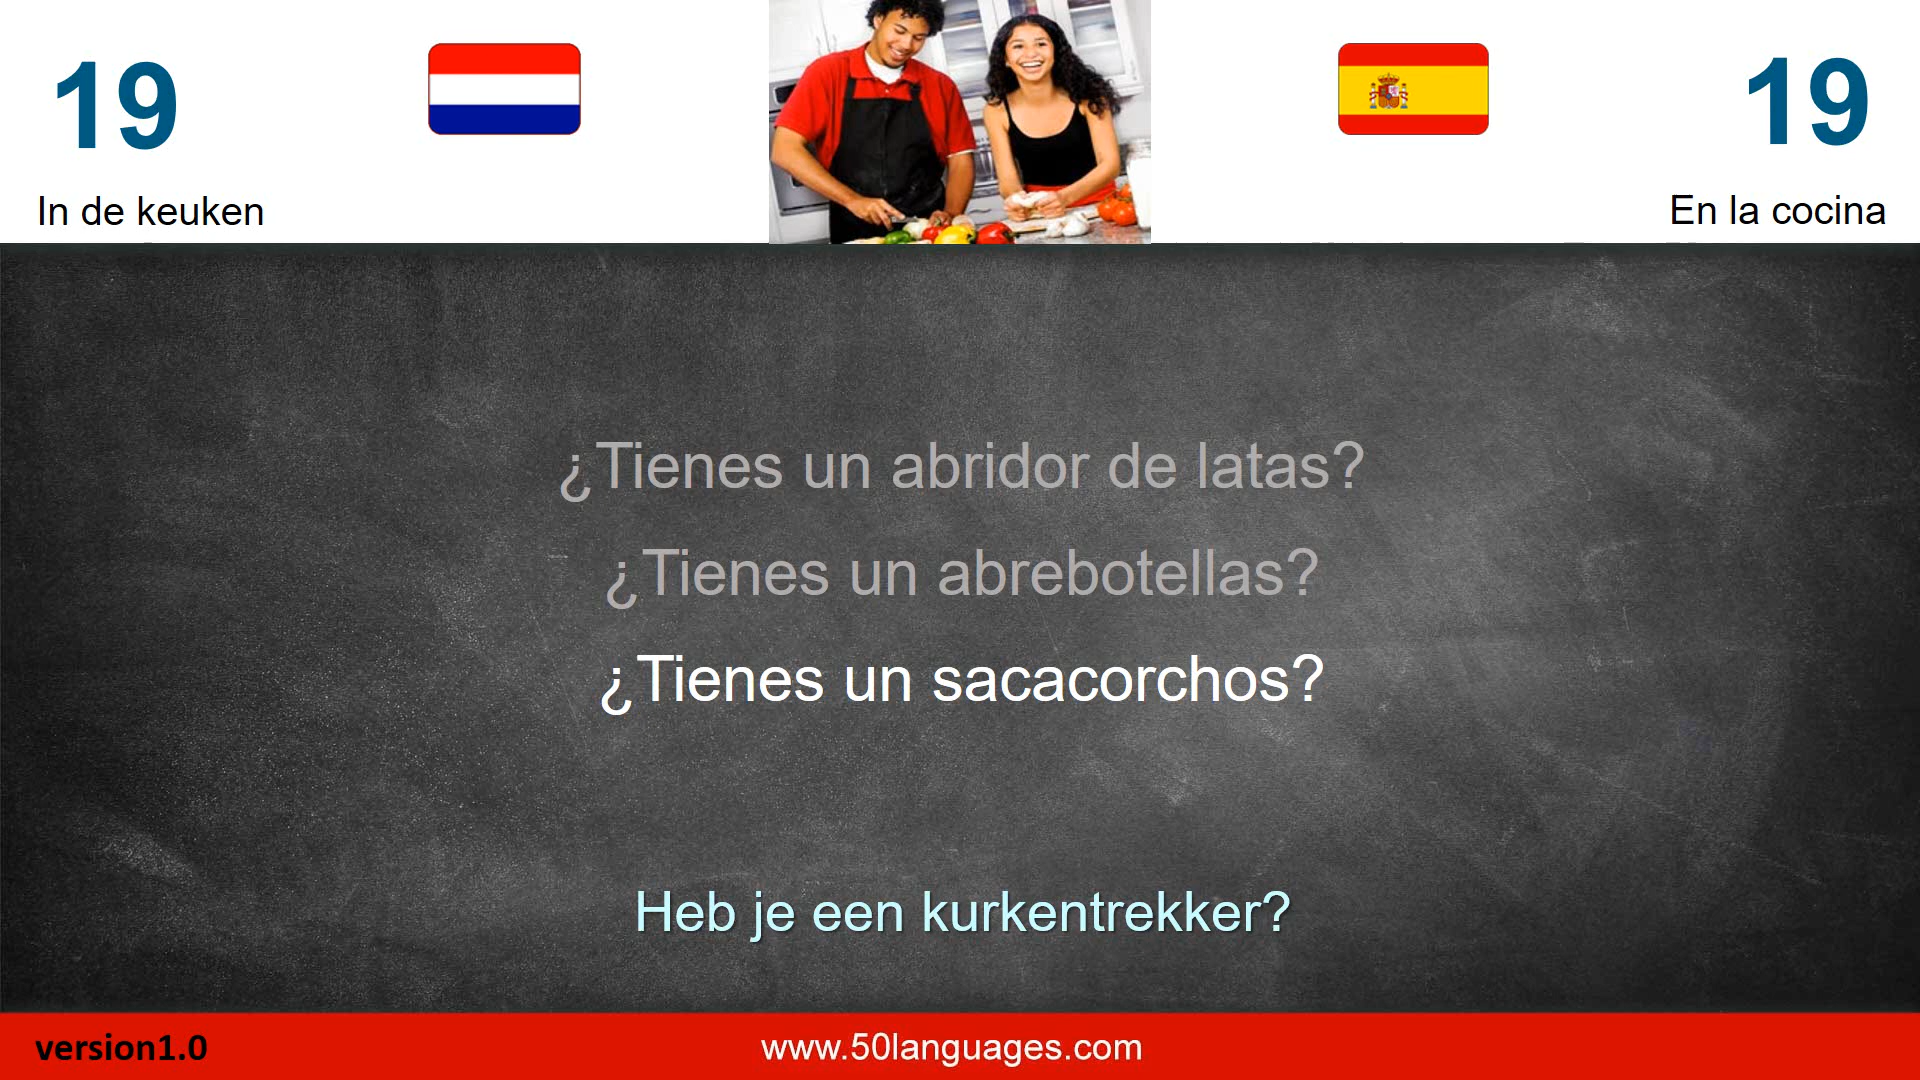 19
19
In de keuken
En la cocina
¿Tienes un abridor de latas?
¿Tienes un abrebotellas?
¿Tienes un sacacorchos?
Heb je een kurkentrekker?
version1.0
www.50languages.com